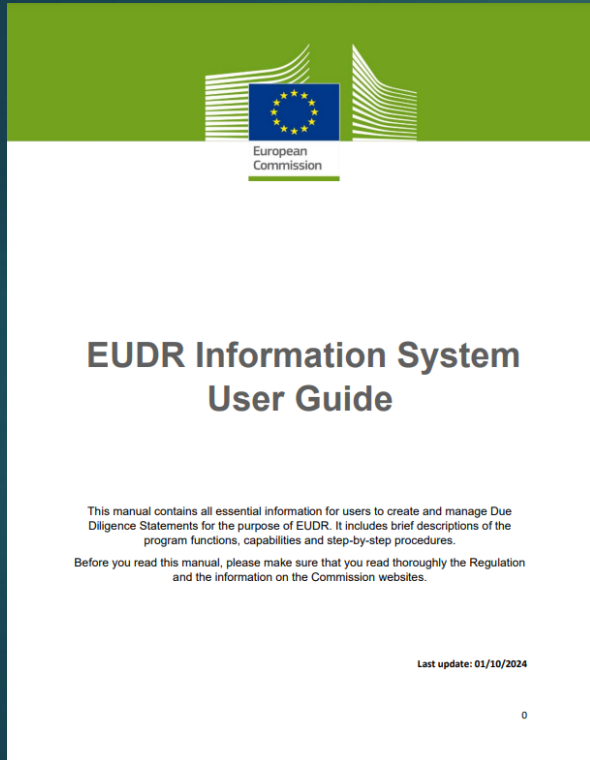 European
Commission
EUDR Information System
User Guide
This manual contains all essential information for users to create and manage Due
Diligence Statements for the purpose of EUDR. It includes brief descriptions of the
program functions, capabilities and step-by-step procedures.
Before you read this manual, please make sure that you read thoroughly the Regulation
and the information on the Commission websites.
Last update: 01/10/2024
0